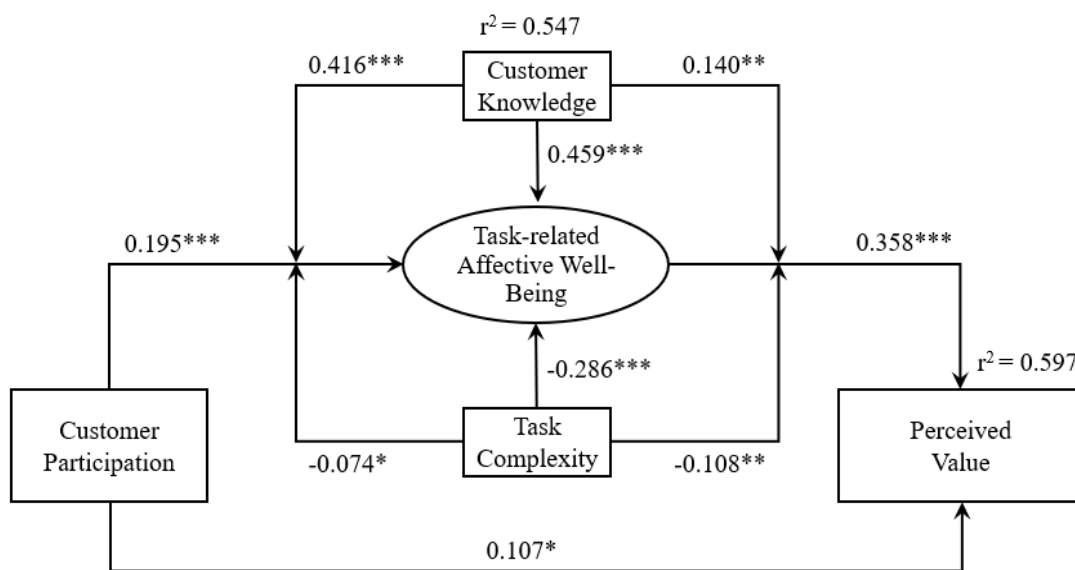 r² = 0.547
0.416***
Customer
Knowledge
0.140**
0.459***
0.195***
Task-related
Affective Well-
Being
0.358***
-0.286***
r² = 0.597
Customer
Participation
-0.074*
Task
Complexity
-0.108**
Perceived
Value
0.107*